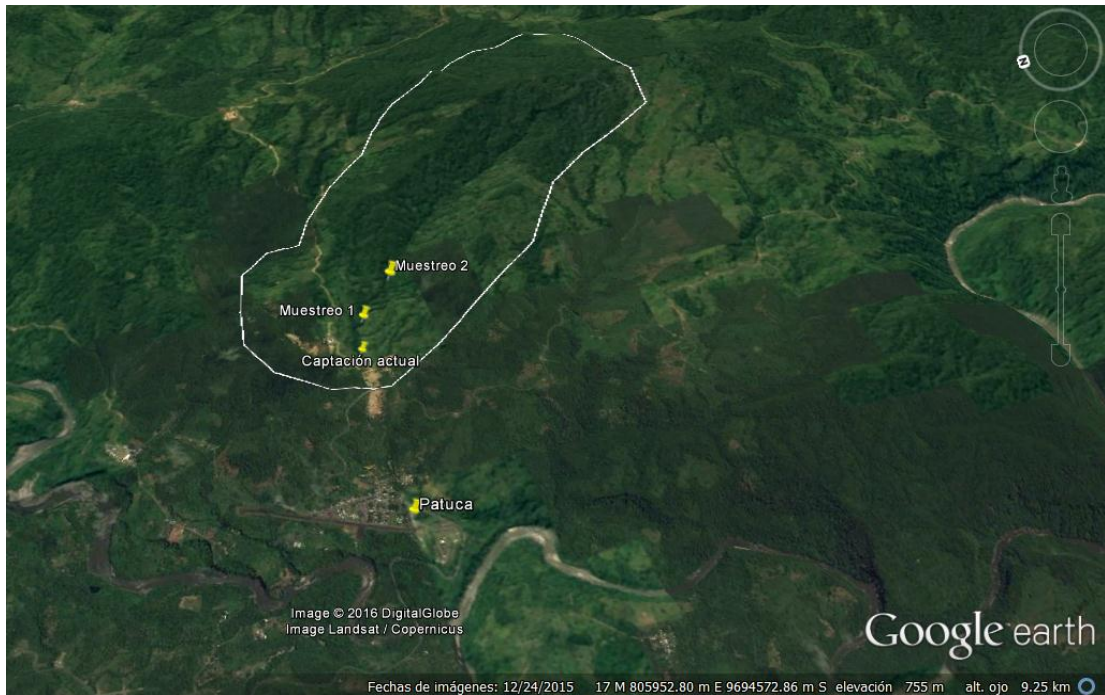 N
Muestreo 2
Muestreo 1
Captación actual
Patuca
Image © 2016 DigitalGlobe
Image Landsat / Copernicus
Google earth
Fechas de imágenes: 12/24/2015 17 M 805952.80 m E 9694572.86 m S elevación 755 m alt. ojo 9.25 km